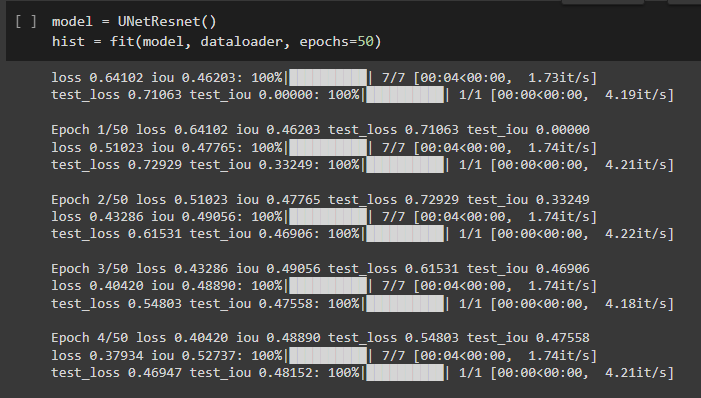 [ ] model = UNetResnet()
hist = fit(model, dataloader, epochs=50)
loss 0.64102 iou 0.46203: 100%|██████████| 7/7 [00:04<00:00, 1.73it/s]
test_loss 0.71063 test_iou 0.00000: 100%|██████████| 1/1 [00:00<00:00, 4.19it/s]
Epoch 1/50 loss 0.64102 iou 0.46203 test_loss 0.71063 test_iou 0.00000
loss 0.51023 iou 0.47765: 100%|██████████| 7/7 [00:04<00:00, 1.74it/s]
test_loss 0.72929 test_iou 0.33249: 100%|██████████| 1/1 [00:00<00:00, 4.21it/s]
Epoch 2/50 loss 0.51023 iou 0.47765 test_loss 0.72929 test_iou 0.33249
loss 0.43286 iou 0.49056: 100%|██████████| 7/7 [00:04<00:00, 1.74it/s]
test_loss 0.61531 test_iou 0.46906: 100%|██████████| 1/1 [00:00<00:00, 4.22it/s]
Epoch 3/50 loss 0.43286 iou 0.49056 test_loss 0.61531 test_iou 0.46906
loss 0.40420 iou 0.48890: 100%|██████████| 7/7 [00:04<00:00, 1.74it/s]
test_loss 0.54803 test_iou 0.47558: 100%|██████████| 1/1 [00:00<00:00, 4.18it/s]
Epoch 4/50 loss 0.40420 iou 0.48890 test_loss 0.54803 test_iou 0.47558
loss 0.37934 iou 0.52737: 100%|██████████| 7/7 [00:04<00:00, 1.74it/s]
test_loss 0.46947 test_iou 0.48152: 100%|██████████| 1/1 [00:00<00:00, 4.21it/s]